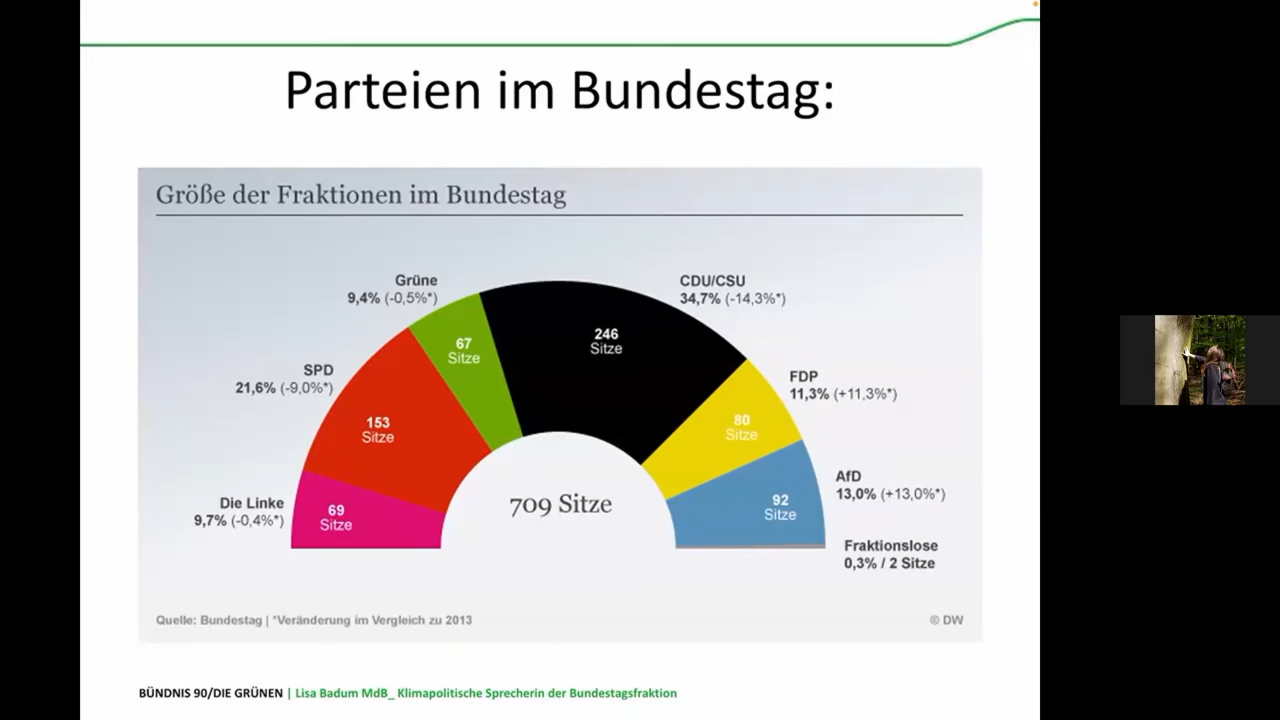 Parteien im Bundestag:
Größe der Fraktionen im Bundestag
Grüne
9,4% (-0,5%*)
CDU/CSU
34,7% (-14,3%*)
67
Sitze
246
Sitze
SPD
21,6% (-9,0%*)
FDP
11,3% (+11,3%*)
153
Sitze
80
Sitze
Die Linke
9,7% (-0,4%*)
69
Sitze
709 Sitze
92
Sitze
AfD
13,0% (+13,0%*)
Fraktionslose
0,3% / 2 Sitze
Quelle: Bundestag | *Veränderung im Vergleich zu 2013
© DW
BÜNDNIS 90/DIE GRÜNEN | Lisa Badum MdB_ Klimapolitische Sprecherin der Bundestagsfraktion